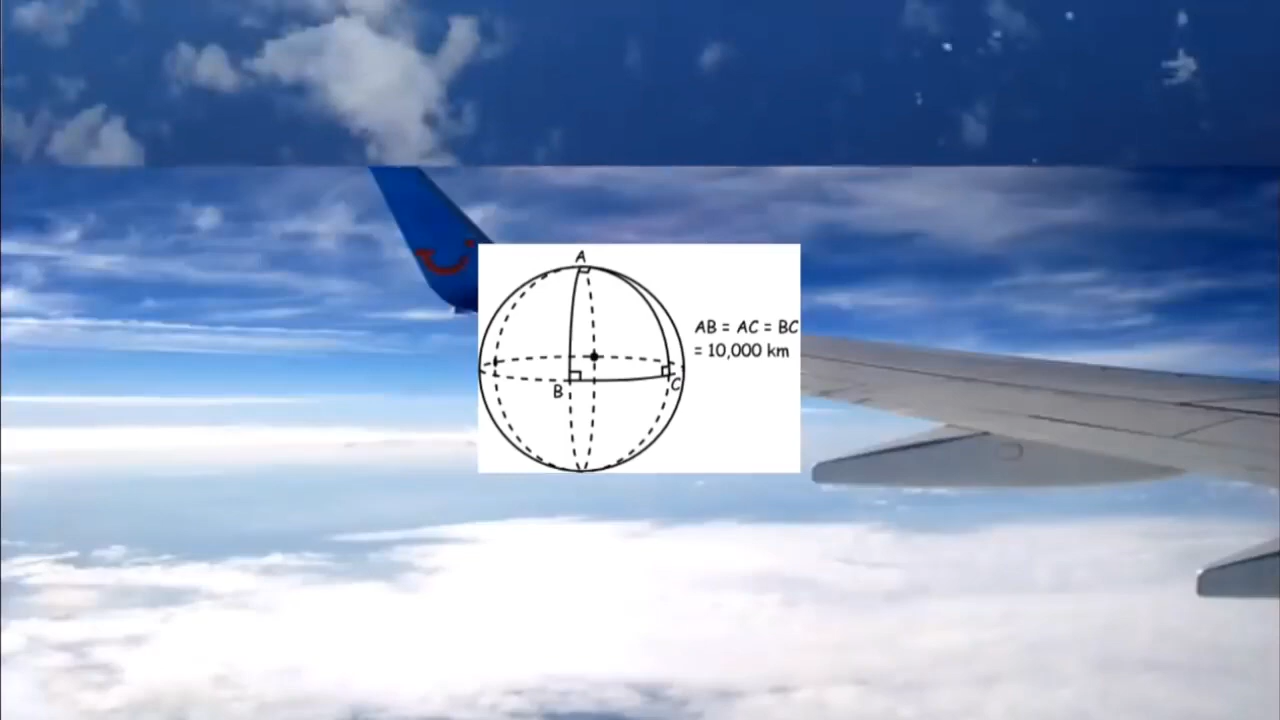 A
AB = AC = BC
= 10,000 km
B
C